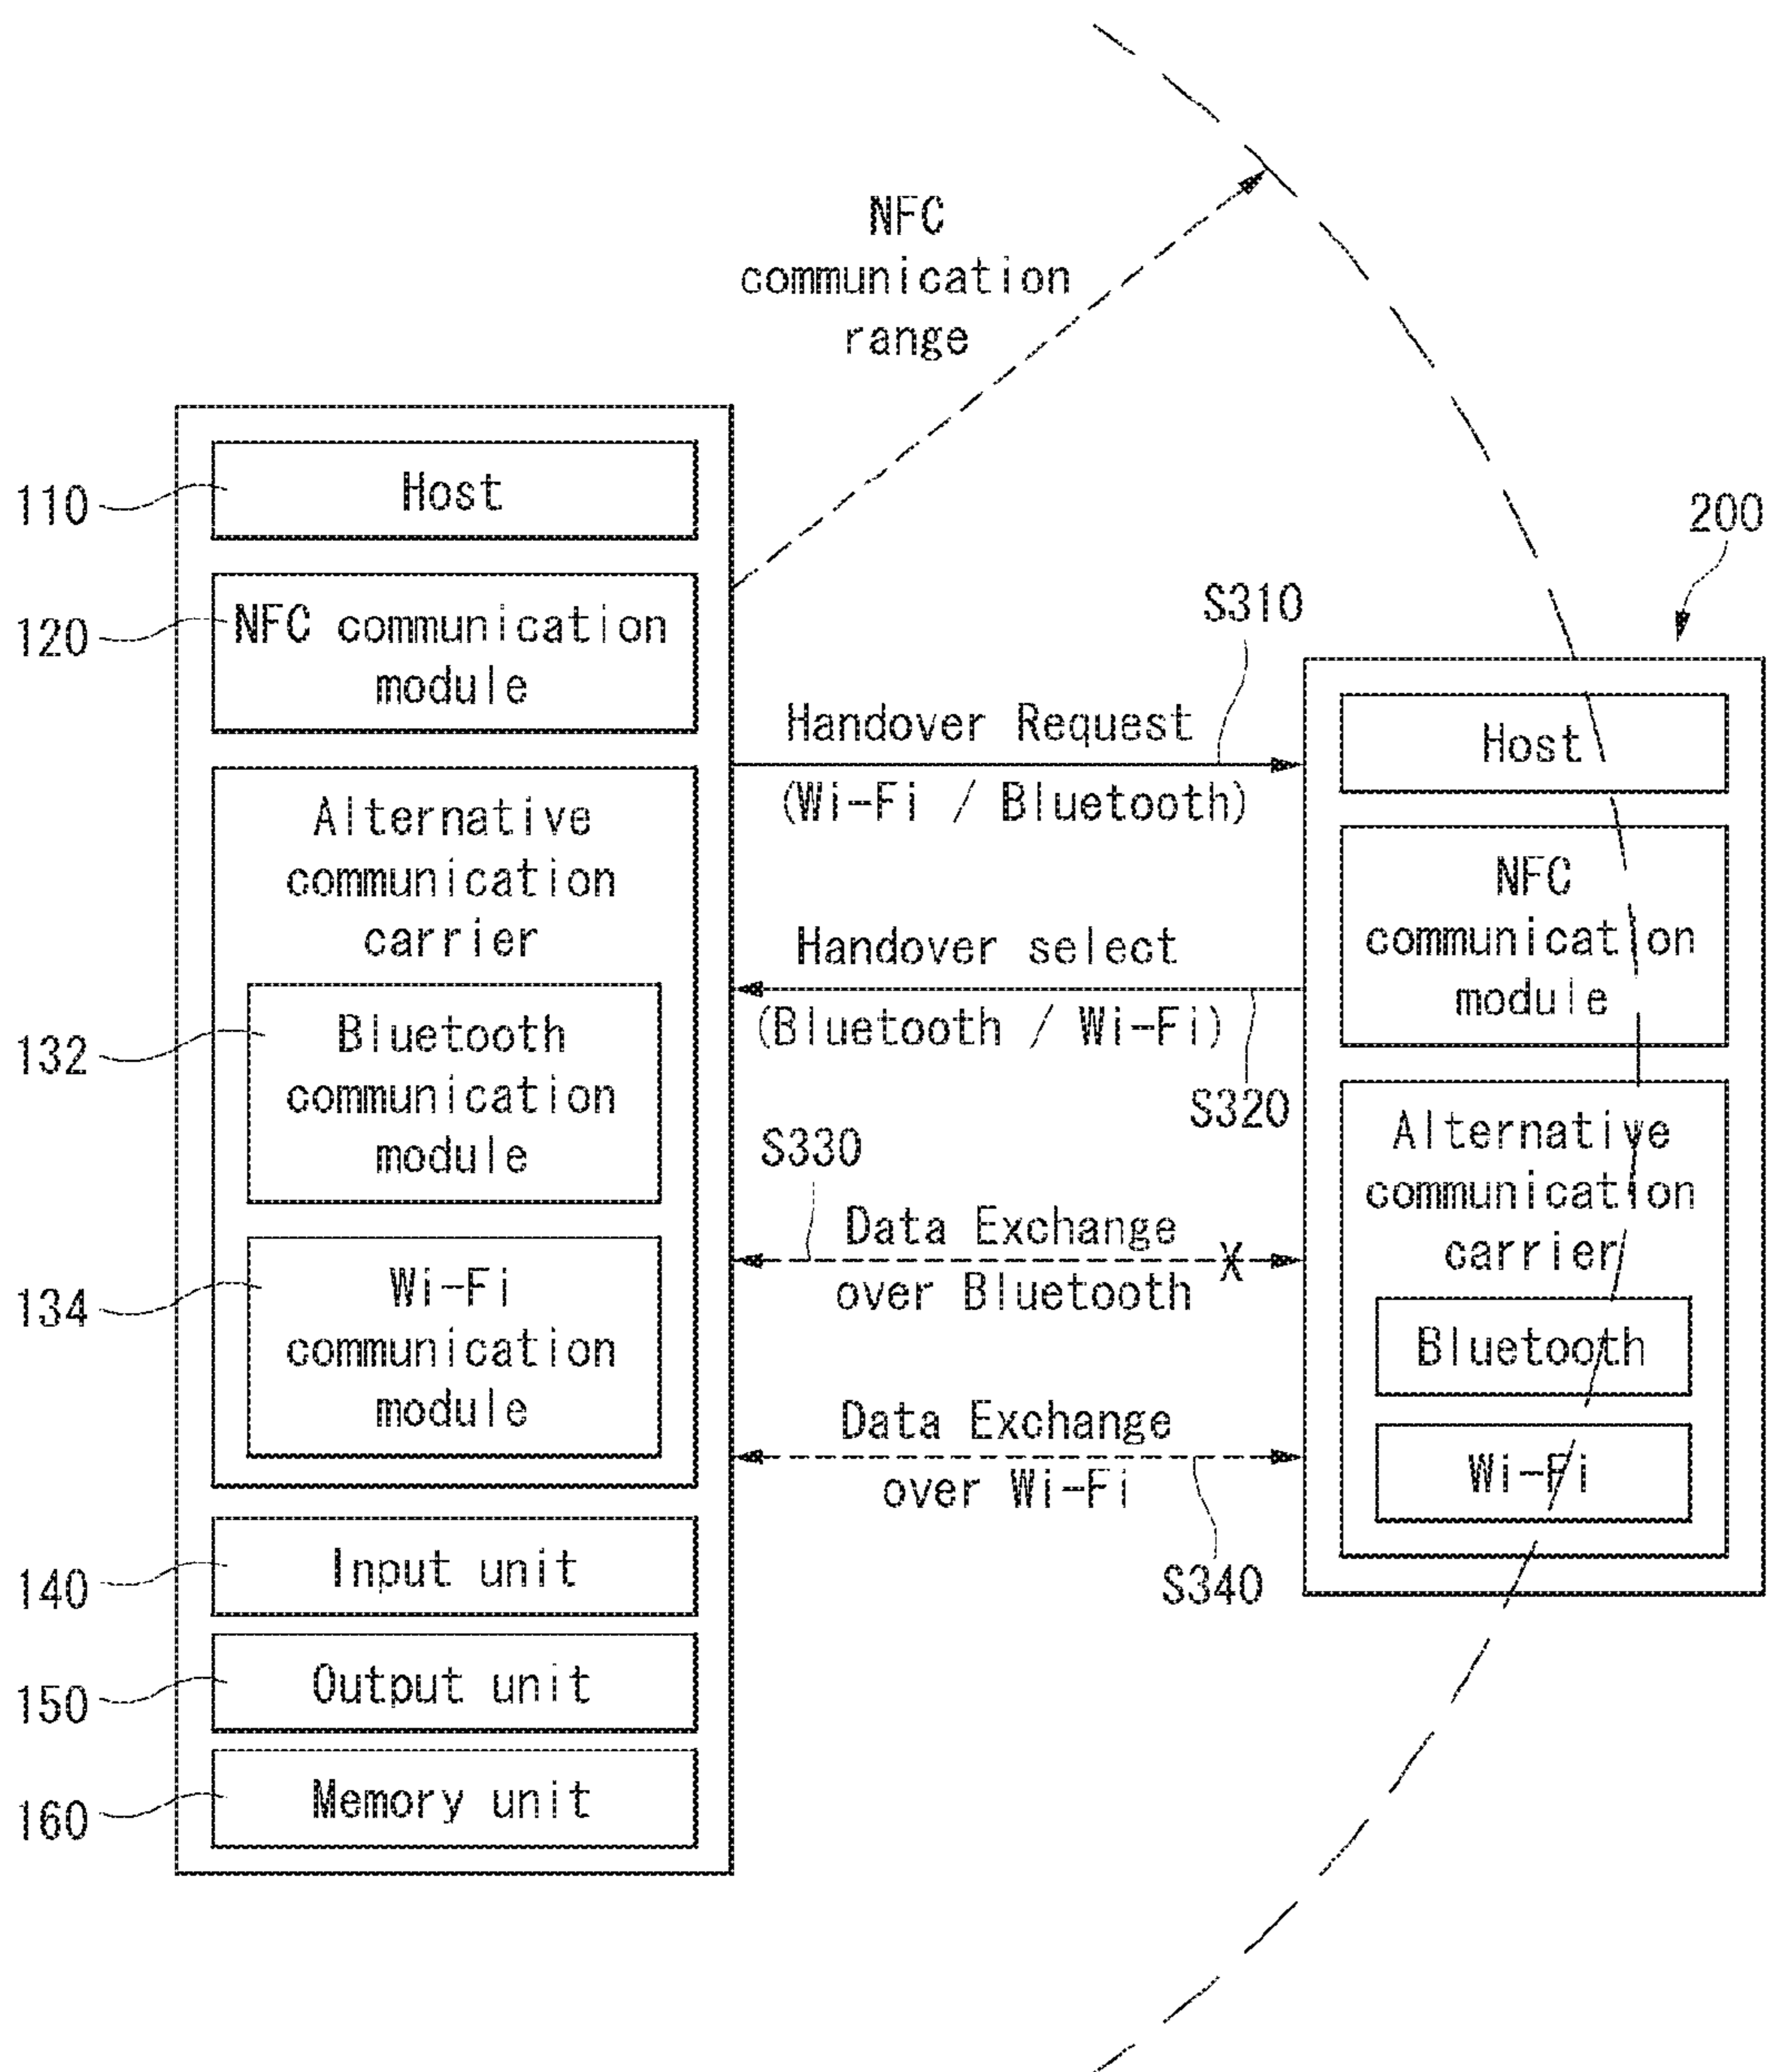 NFC
communication
range
110
Host
120
NFC communication
module
Alternative
communication
carrier
132
Bluetooth
communication
module
134
Wi-Fi
communication
module
140
Input unit
150
Output unit
160
Memory unit
S310
Handover Request
(Wi-Fi / Bluetooth)
Handover select
(Bluetooth / Wi-Fi)
S320
S330
Data Exchange
X
over Bluetooth
Data Exchange
over Wi-Fi
S340
200
Host
NFC
communication
module
Alternative
communication
carrier
Bluetooth
Wi-Fi